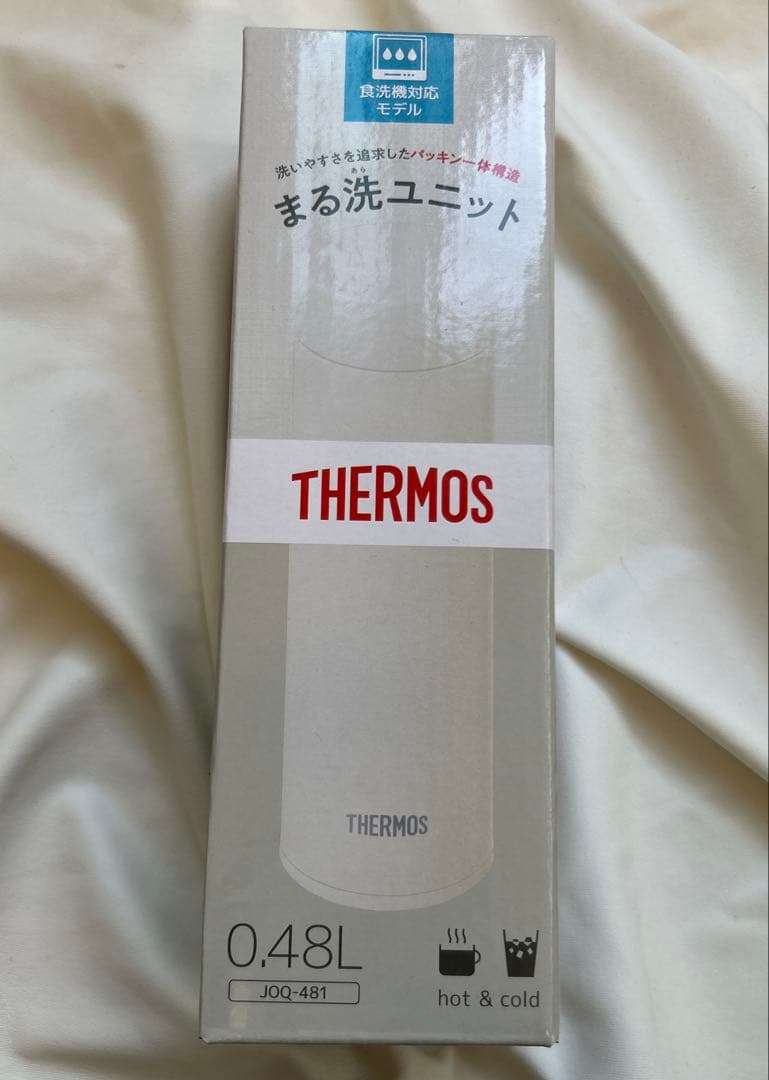 食洗機対応
モデル
洗いやすさを追求したパッキン一体構造
あら
まる洗ユニット
THERMOS
THERMOS
0.48L
JOQ-481
hot & cold